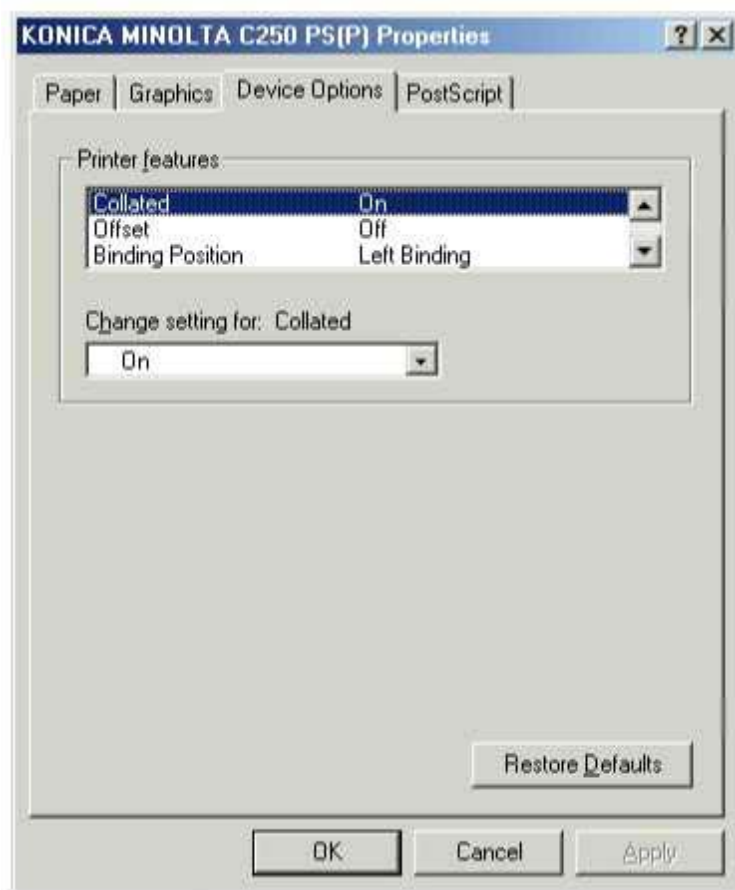 KONICA MINOLTA C250 PS(P) Properties
Paper Graphics Device Options PostScript
Printer features
Collated On
Offset Off
Binding Position Left Binding
Change setting for: Collated
On
Restore Defaults
OK Cancel Apply